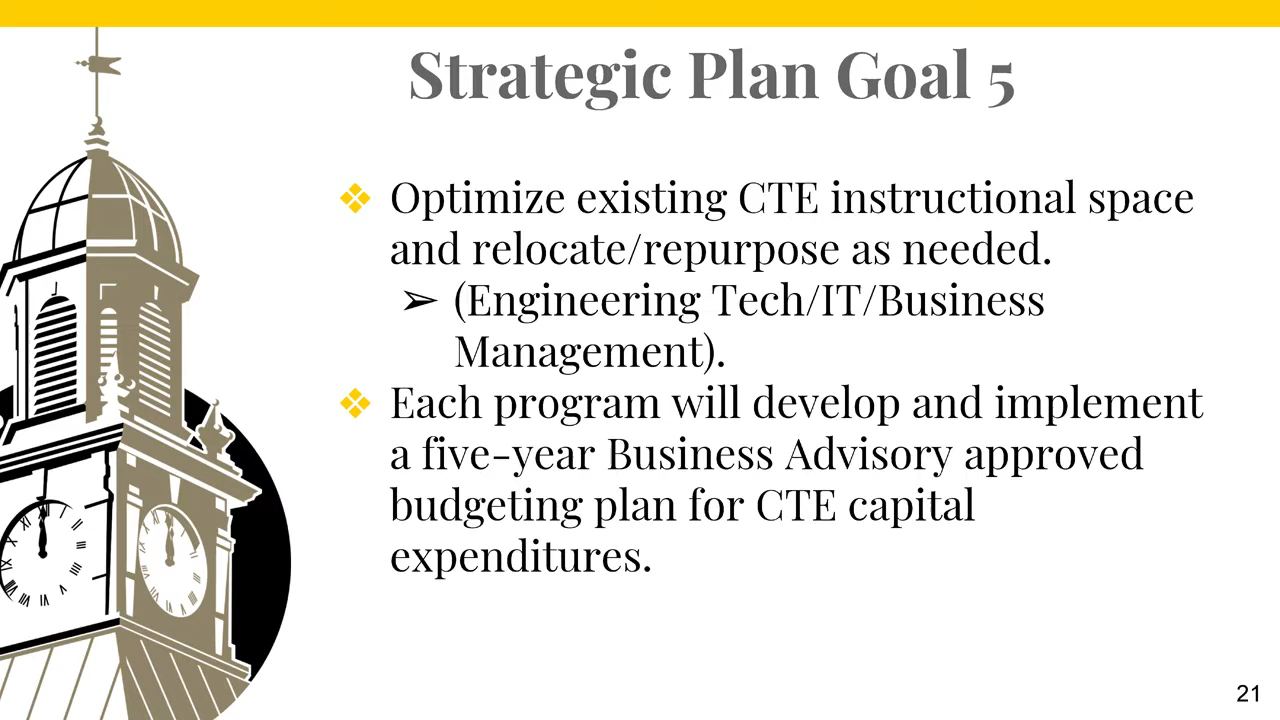 Strategic Plan Goal 5
❖ Optimize existing CTE instructional space
and relocate/repurpose as needed.
➢ (Engineering Tech/IT/Business
Management).
❖ Each program will develop and implement
a five-year Business Advisory approved
budgeting plan for CTE capital
expenditures.
21